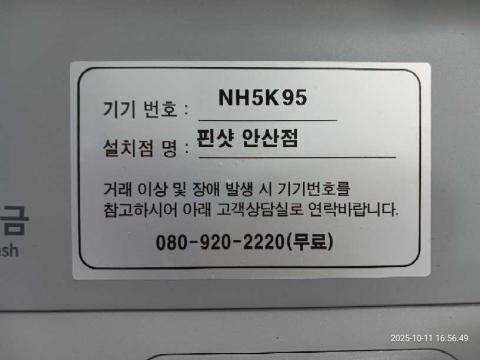 기기 번호 : NH5K95
설치점 명 : 핀샷 안산점
거래 이상 및 장애 발생 시 기기번호를
참고하시어 아래 고객상담실로 연락바랍니다.
080-920-2220(무료)
금
ash
2025-10-11 16:56:49